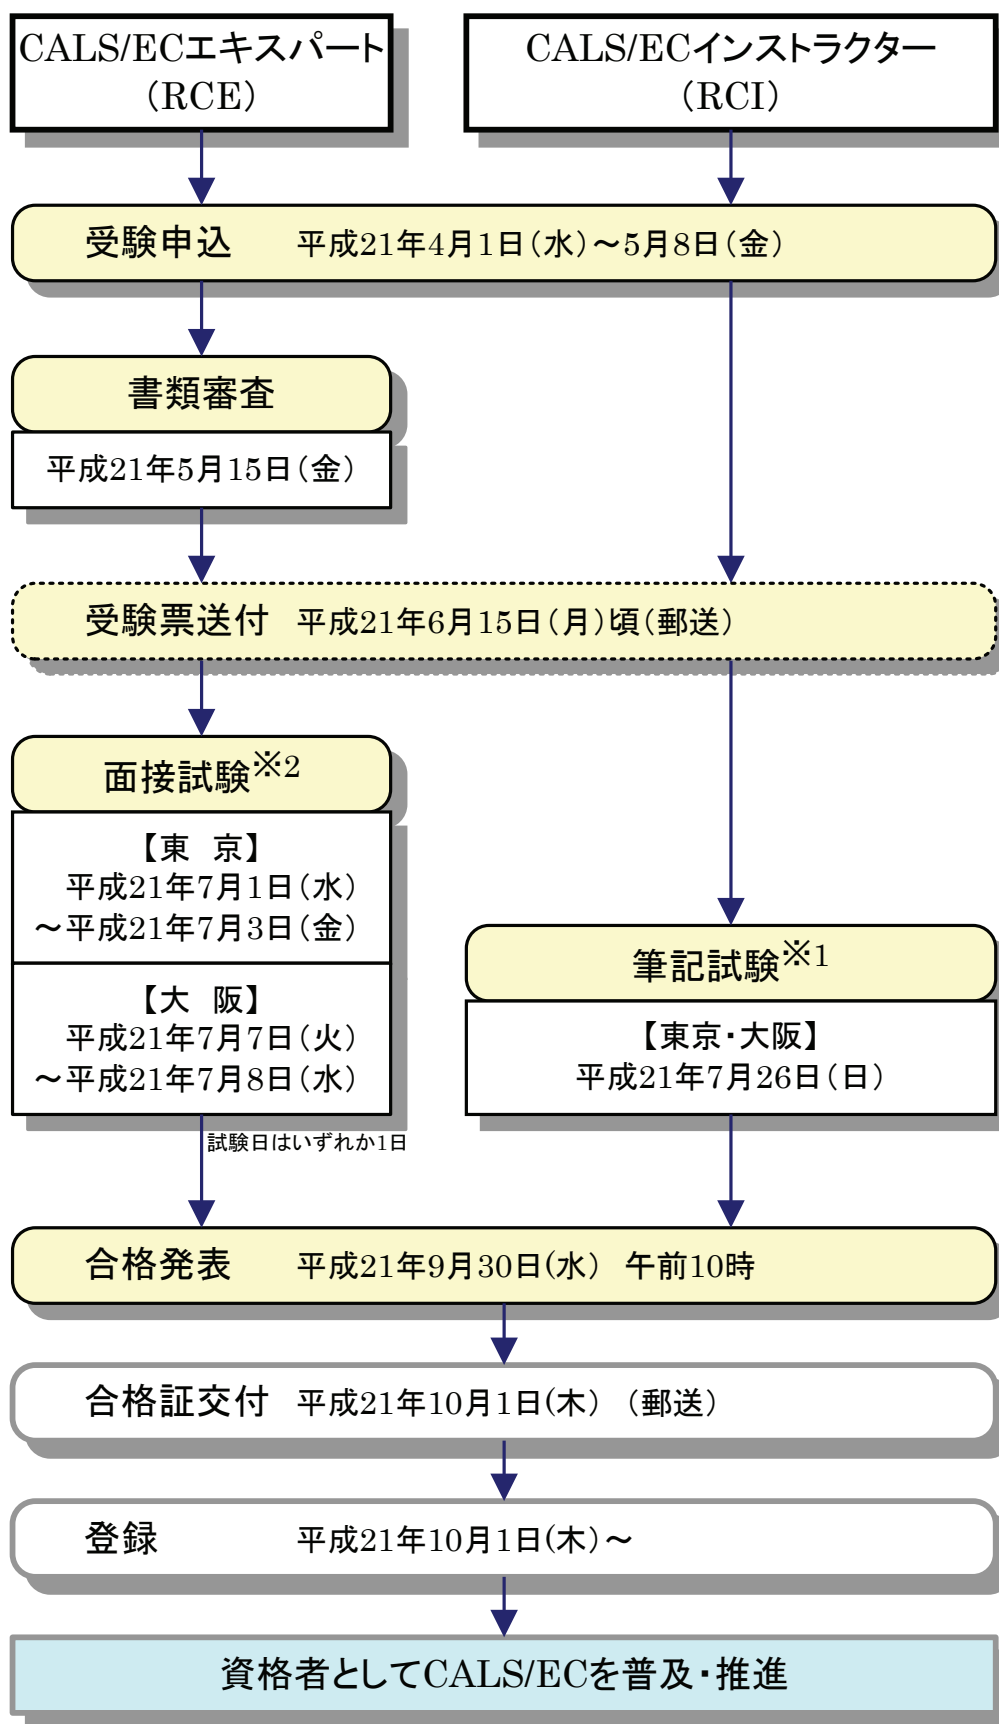 CALS/ECエキスパート
（RCE）
CALS/ECインストラクター
（RCI）
受験申込　平成21年4月1日（水）～5月8日（金）
書類審査
平成21年5月15日（金）
受験票送付　平成21年6月15日（月）頃（郵送）
面接試験※2
【東　京】
平成21年7月1日（水）
～平成21年7月3日（金）
【大　阪】
平成21年7月7日（火）
～平成21年7月8日（水）
試験日はいずれか1日
筆記試験※1
【東京・大阪】
平成21年7月26日（日）
合格発表　平成21年9月30日(水）　午前10時
合格証交付　平成21年10月1日(木）　（郵送）
登録　平成21年10月1日(木）～
資格者としてCALS/ECを普及・推進